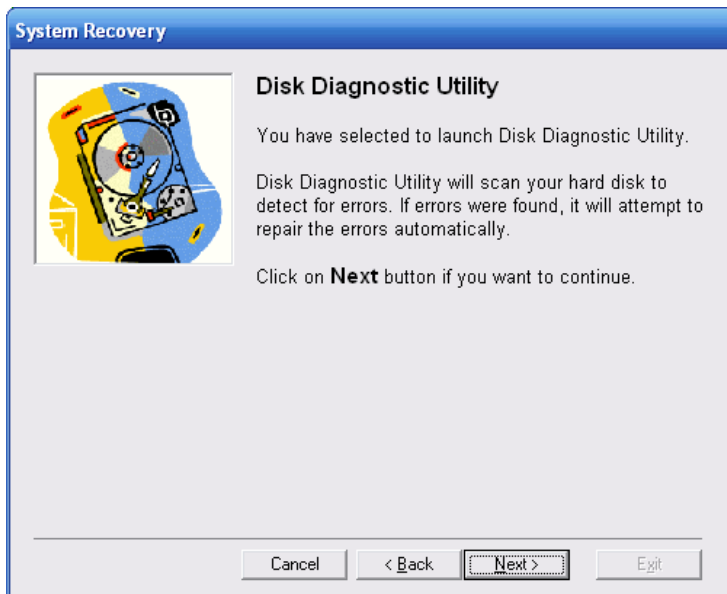 System Recovery
Disk Diagnostic Utility
You have selected to launch Disk Diagnostic Utility.
Disk Diagnostic Utility will scan your hard disk to
detect for errors. If errors were found, it will attempt to
repair the errors automatically.
Click on Next button if you want to continue.
Cancel
< Back
Next >
Exit